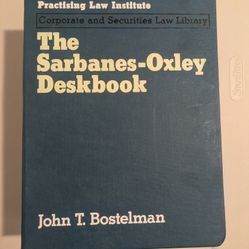 Practising Law Institute
Corporate and Securities Law Library
The
Sarbanes-Oxley
Deskbook
John T. Bostelman